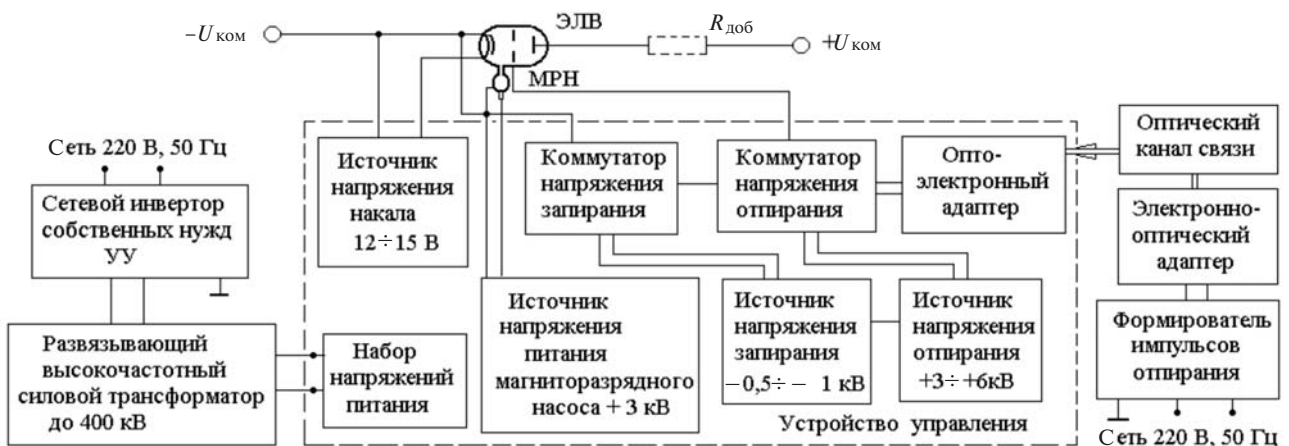 ЭЛВ
Rдоб
−Uком
+Uком
МРН
Сеть 220 В, 50 Гц
Сетевой инвертор
собственных нужд
УУ
Развязывающий
высокочастотный
силовой трансформатор
до 400 кВ
Источник
напряжения
накала
12÷15 В
Набор
напряжений
питания
Коммутатор
напряжения
запирания
Коммутатор
напряжения
отпирания
Опто-
электронный
адаптер
Источник
напряжения
питания
магниторазрядного
насоса + 3 кВ
Источник
напряжения
запирания
−0,5÷− 1 кВ
Источник
напряжения
отпирания
+3÷+6кВ
Устройство управления
Оптический
канал связи
Электронно-
оптический
адаптер
Формирователь
импульсов
отпирания
Сеть 220 В, 50 Гц